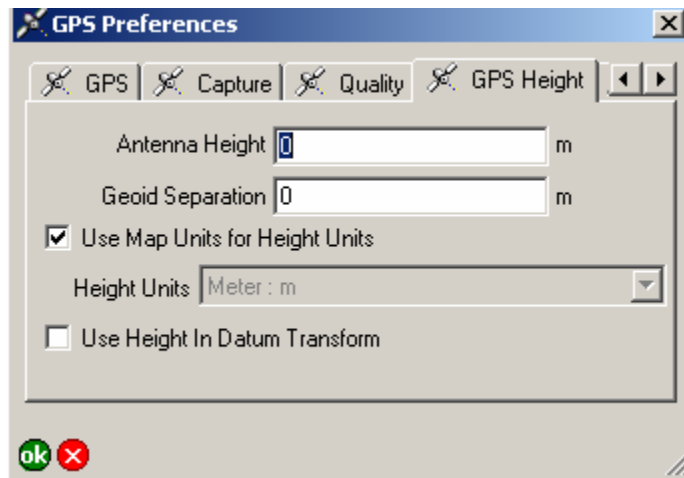 GPS Preferences
GPS Capture Quality GPS Height
Antenna Height 0 m
Geoid Separation 0 m
Use Map Units for Height Units
Height Units Meter : m
Use Height In Datum Transform
ok